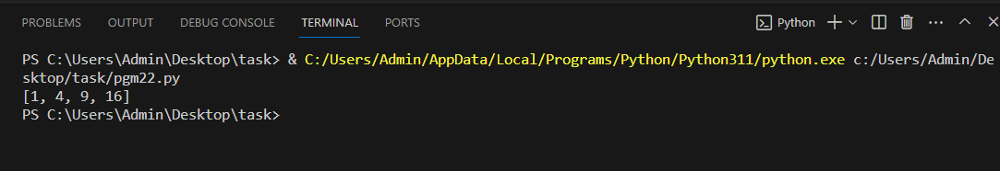 PROBLEMS OUTPUT DEBUG CONSOLE TERMINAL PORTS Python
PS C:\Users\Admin\Desktop\task> & C:/Users/Admin/AppData/Local/Programs/Python/Python311/python.exe c:/Users/Admin/De
sktop/task/pgm22.py
[1, 4, 9, 16]
PS C:\Users\Admin\Desktop\task>